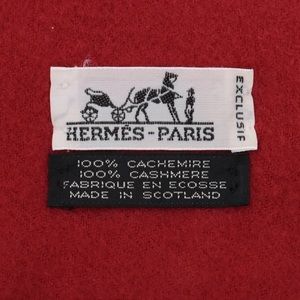 HERMÈS-PARIS
EXCLUSIF
100% CACHEMIRE
100% CASHMERE
FABRIQUE EN ECOSSE
MADE IN SCOTLAND